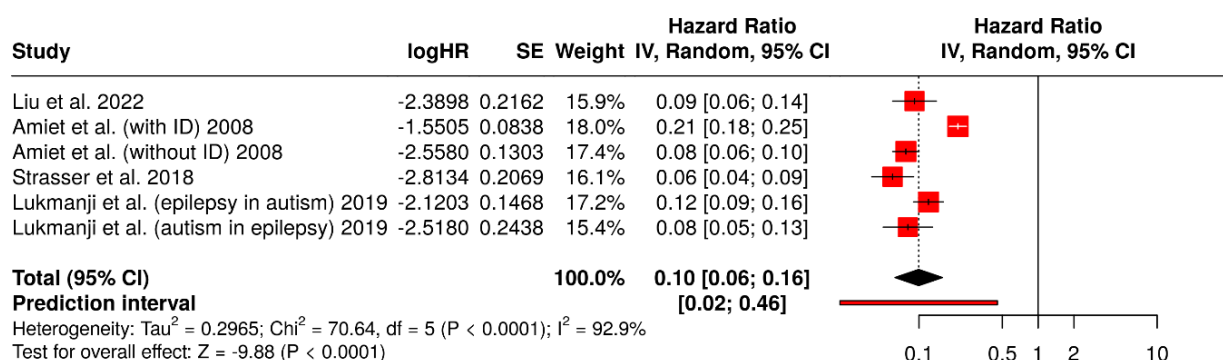 Hazard Ratio Hazard Ratio
Study logHR SE Weight IV, Random, 95% CI IV, Random, 95% CI
Liu et al. 2022 -2.3898 0.2162 15.9% 0.09 [0.06; 0.14]
Amiet et al. (with ID) 2008 -1.5505 0.0838 18.0% 0.21 [0.18; 0.25]
Amiet et al. (without ID) 2008 -2.5580 0.1303 17.4% 0.08 [0.06; 0.10]
Strasser et al. 2018 -2.8134 0.2069 16.1% 0.06 [0.04; 0.09]
Lukmanji et al. (epilepsy in autism) 2019 -2.1203 0.1468 17.2% 0.12 [0.09; 0.16]
Lukmanji et al. (autism in epilepsy) 2019 -2.5180 0.2438 15.4% 0.08 [0.05; 0.13]
Total (95% CI) 100.0% 0.10 [0.06; 0.16]
Prediction interval [0.02; 0.46]
Heterogeneity: Tau² = 0.2965; Chi² = 70.64, df = 5 (P < 0.0001); I² = 92.9%
Test for overall effect: Z = -9.88 (P < 0.0001)
0.1 0.5 1 2 10